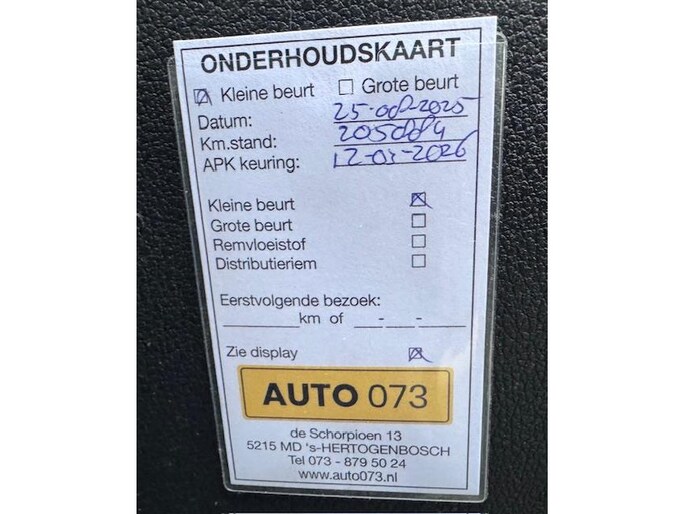 ONDERHOUDSKAART
Kleine beurt Grote beurt
Datum: 25-08-2025
Km.stand: 205884
APK keuring: 12-03-2026
Kleine beurt
Grote beurt
Remvloeistof
Distributieriem
Eerstvolgende bezoek:
km of - -
Zie display
AUTO 073
de Schorpioen 13
5215 MD 's-HERTOGENBOSCH
Tel 073 - 879 50 24
www.auto073.nl